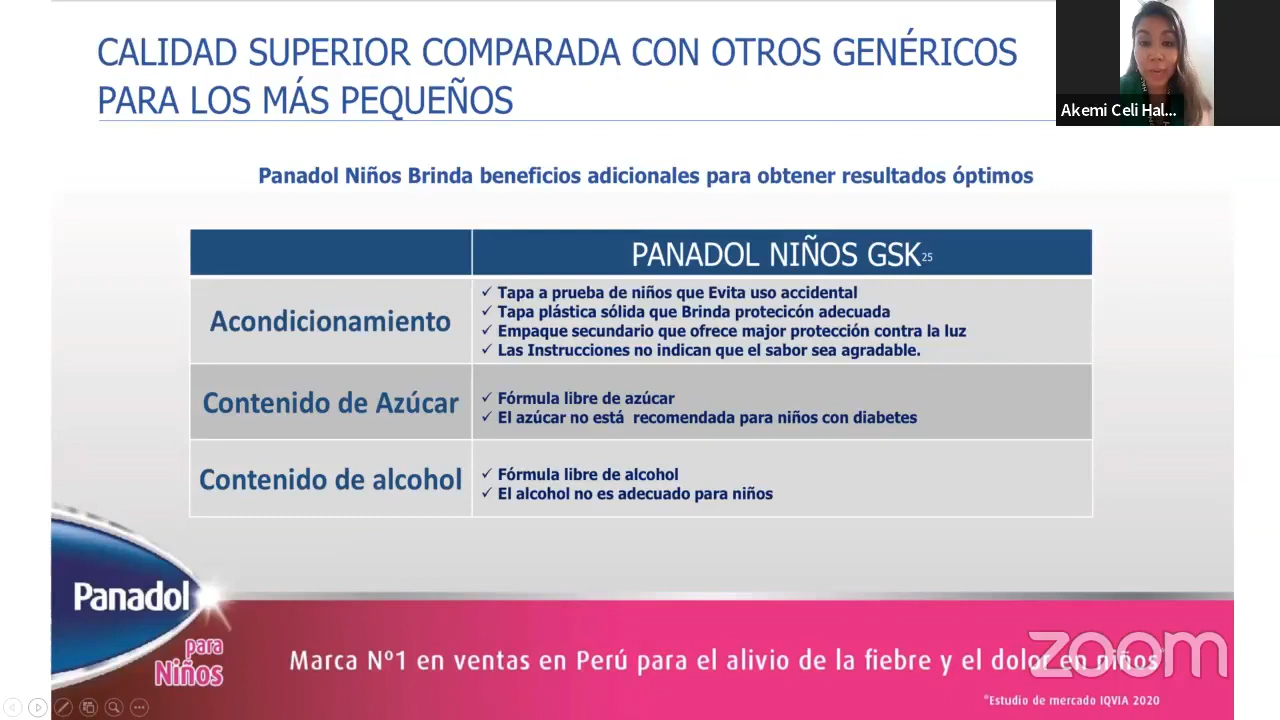 CALIDAD SUPERIOR COMPARADA CON OTROS GENÉRICOS
PARA LOS MÁS PEQUEÑOS
Akemi Celi Hal...
Panadol Niños Brinda beneficios adicionales para obtener resultados óptimos
PANADOL NIÑOS GSK25
Acondicionamiento
✓ Tapa a prueba de niños que Evita uso accidental
✓ Tapa plástica sólida que Brinda protecicón adecuada
✓ Empaque secundario que ofrece major protección contra la luz
✓ Las Instrucciones no indican que el sabor sea agradable.
Contenido de Azúcar
✓ Fórmula libre de azúcar
✓ El azúcar no está recomendada para niños con diabetes
Contenido de alcohol
✓ Fórmula libre de alcohol
✓ El alcohol no es adecuado para niños
Panadol
para
Niños
Marca Nº1 en ventas en Perú para el alivio de la fiebre y el dolor en niños*
zoom
*Estudio de mercado IQVIA 2020